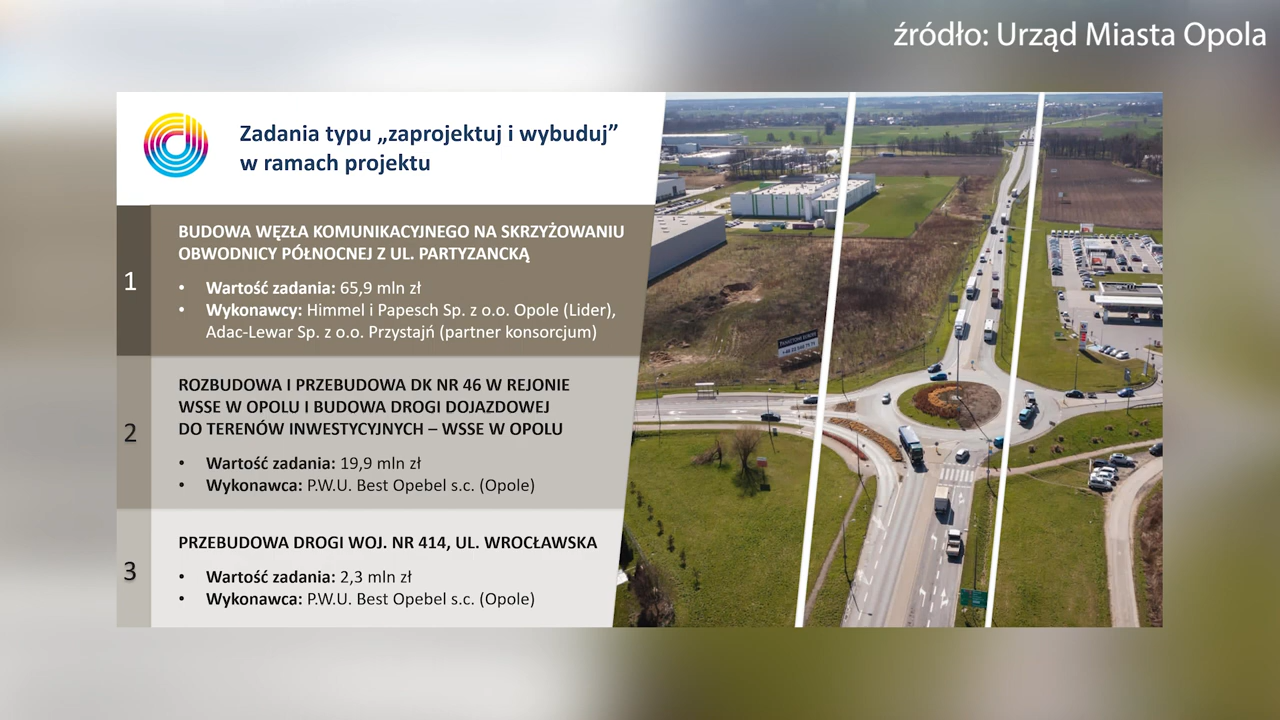 źródło: Urząd Miasta Opola
Zadania typu „zaprojektuj i wybuduj”
w ramach projektu
1
BUDOWA WĘZŁA KOMUNIKACYJNEGO NA SKRZYŻOWANIU
OBWODNICY PÓŁNOCNEJ Z UL. PARTYZANCKĄ
• Wartość zadania: 65,9 mln zł
• Wykonawcy: Himmel i Papesch Sp. z o.o. Opole (Lider),
Adac-Lewar Sp. z o.o. Przystajń (partner konsorcjum)
2
ROZBUDOWA I PRZEBUDOWA DK NR 46 W REJONIE
WSSE W OPOLU I BUDOWA DROGI DOJAZDOWEJ
DO TERENÓW INWESTYCYJNYCH – WSSE W OPOLU
• Wartość zadania: 19,9 mln zł
• Wykonawca: P.W.U. Best Opebel s.c. (Opole)
3
PRZEBUDOWA DROGI WOJ. NR 414, UL. WROCŁAWSKA
• Wartość zadania: 2,3 mln zł
• Wykonawca: P.W.U. Best Opebel s.c. (Opole)